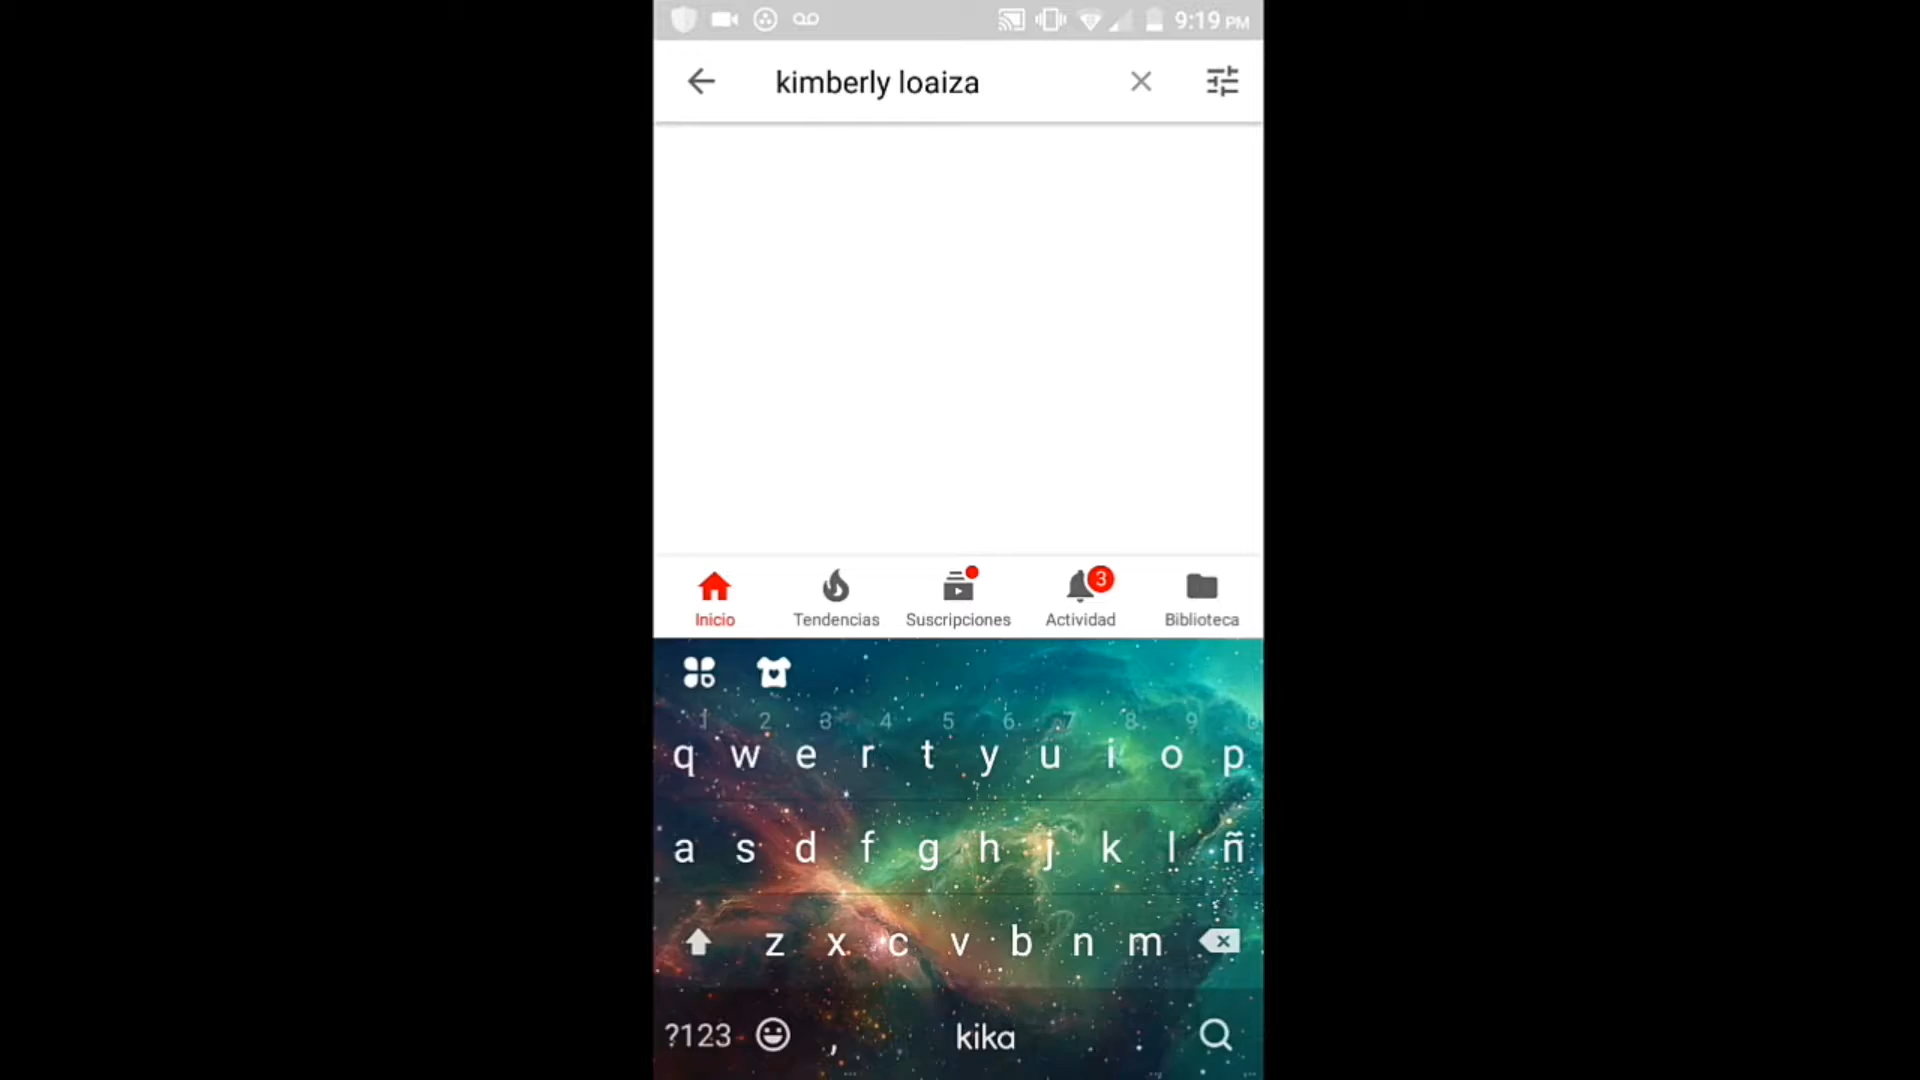 9:19 PM
kimberly loaiza
3
Inicio Tendencias Suscripciones Actividad Biblioteca
1 2 3 4 5 6 7 8 9 0
q w e r t y u i o p
a s d f g h j k l ñ
z x c v b n m
?123 , kika .